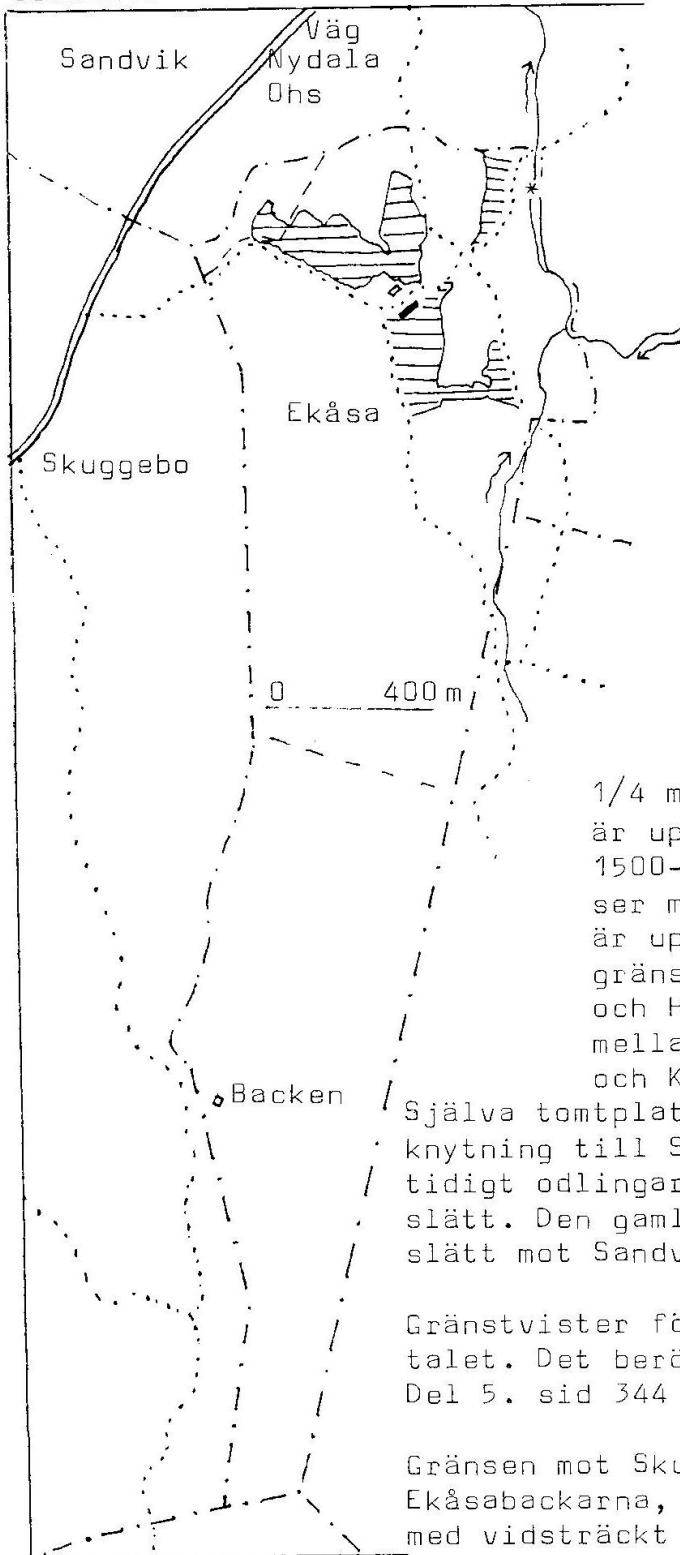 Väg
Sandvik Nydala
Ohs
Ekåsa
Skuggebo
0 400 m
1/4 m
är up
1500-
ser m
är up
gräns
och H
mella
och K
Backen
Själva tomtplat
knytning till S
tidigt odlingar
slätt. Den gaml
slätt mot Sandv
Gränstvister fö
talet. Det berö
Del 5. sid 344
Gränsen mot Sku
Ekåsabackarna,
med vidsträckt